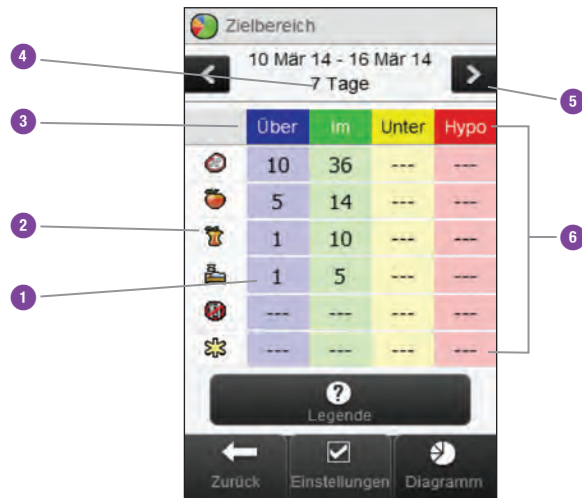 Zielbereich
10 Mär 14 - 16 Mär 14
7 Tage
Über Im Unter Hypo
10 36 --- ---
5 14 --- ---
1 10 --- ---
1 5 --- ---
--- --- --- ---
--- --- --- ---
?
Legende
Zurück Einstellungen Diagramm
4
5
3
2
6
1